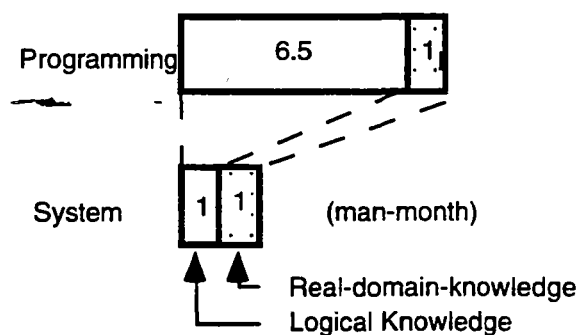 Programming 6.5 1
System 1 1 (man-month)
Real-domain-knowledge
Logical Knowledge